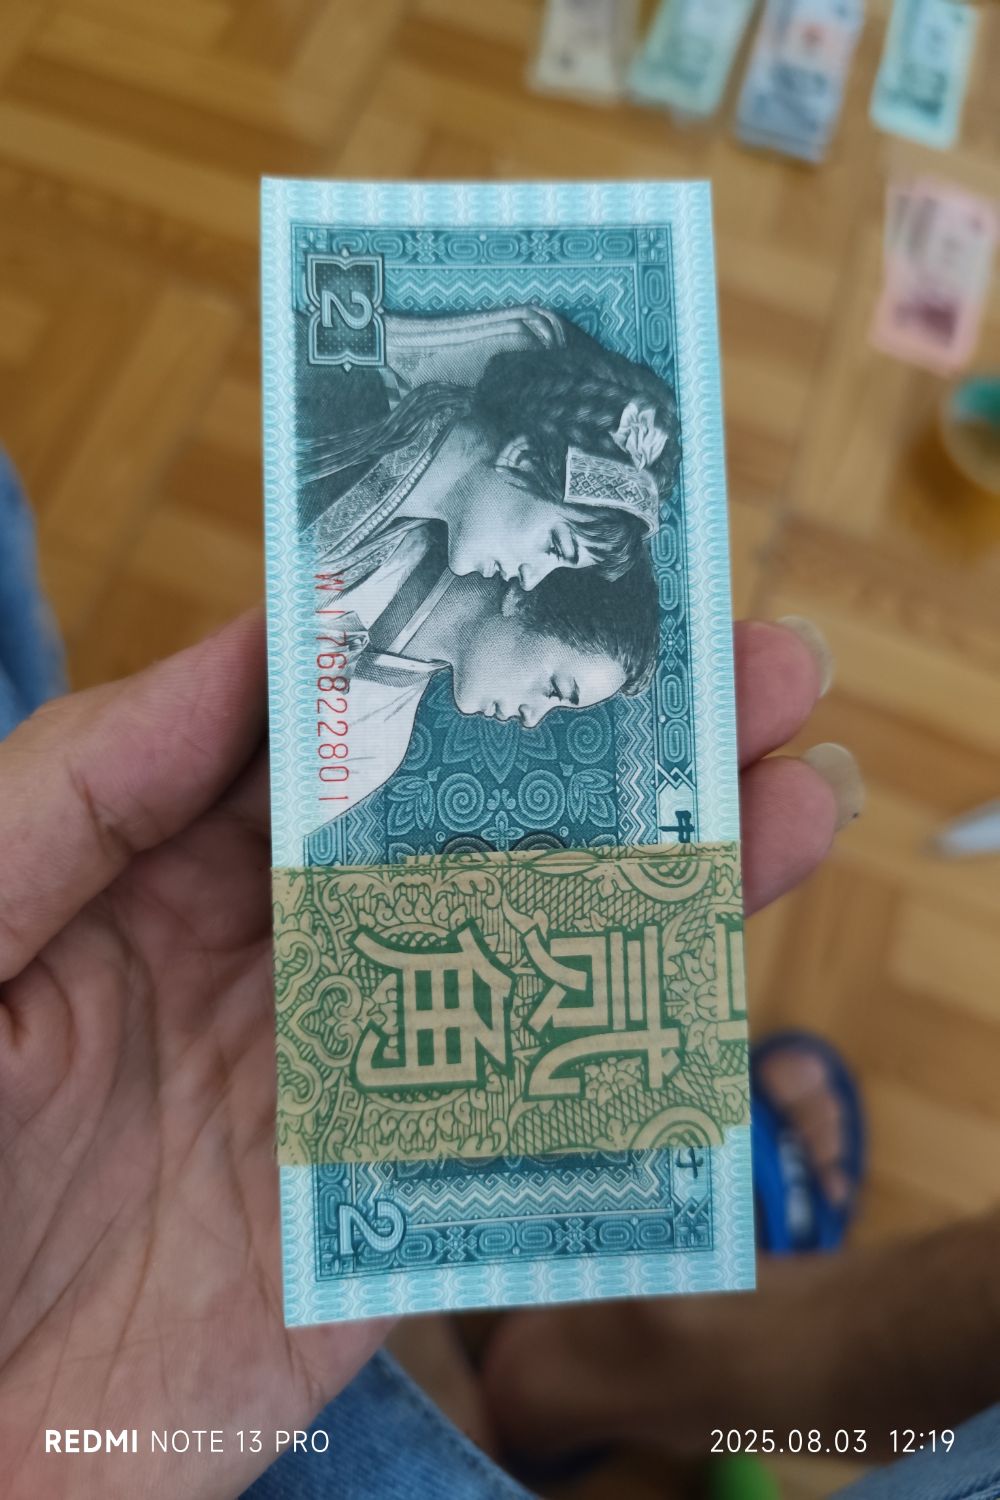 2
WJ76822801
中
贰角
2
REDMI NOTE 13 PRO
2025.08.03 12:19